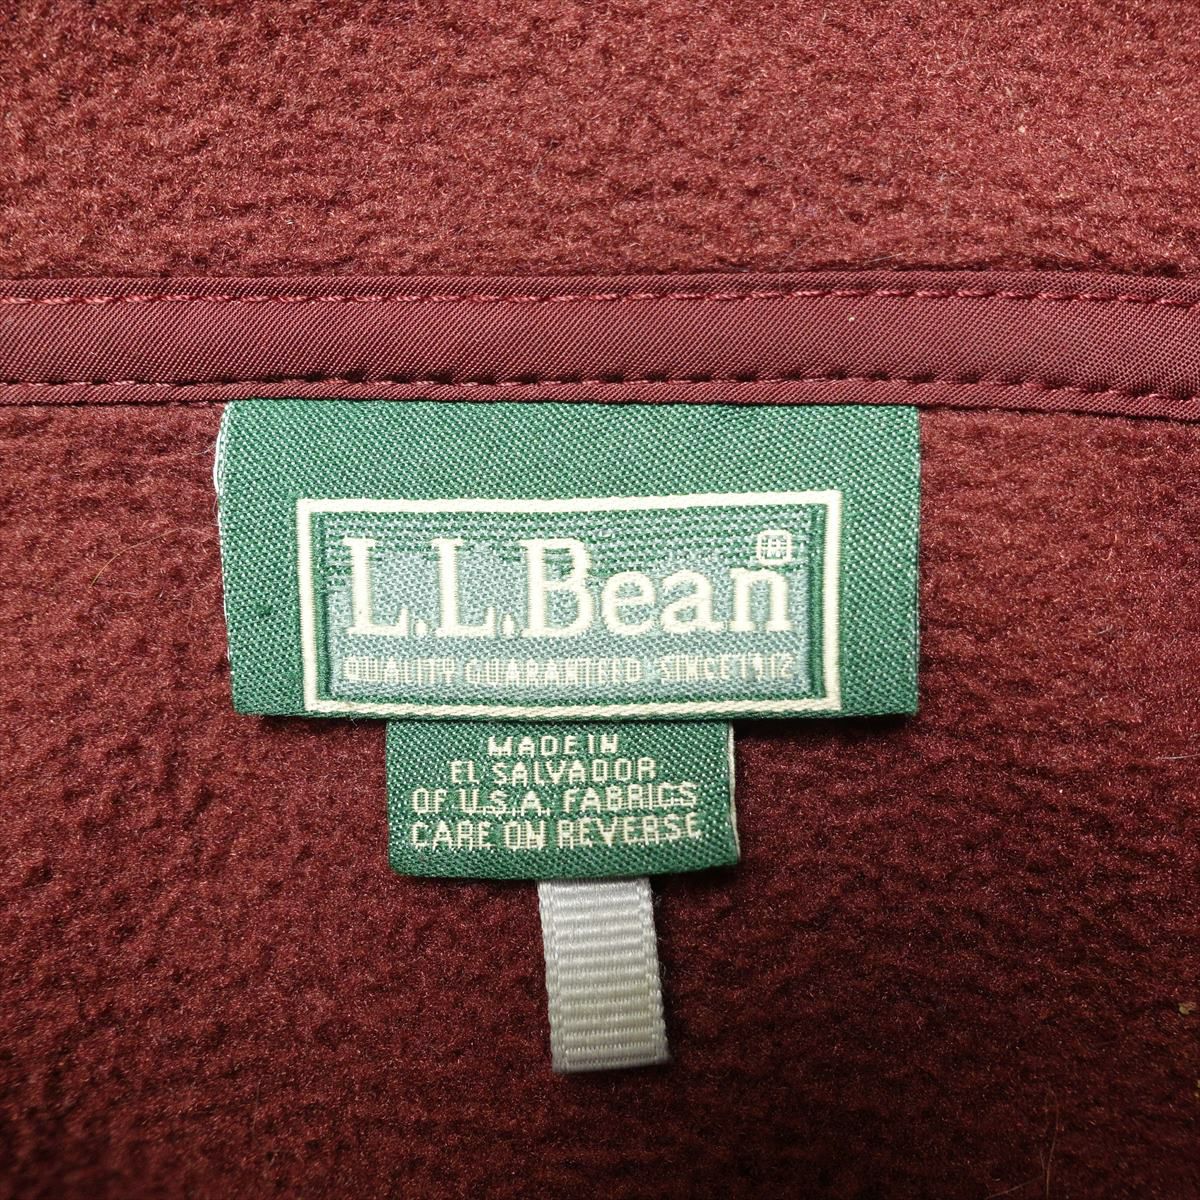 L.L.Bean®
QUALITY GUARANTEED SINCE 1912
MADE IN
EL SALVADOR
OF U.S.A. FABRICS
CARE ON REVERSE